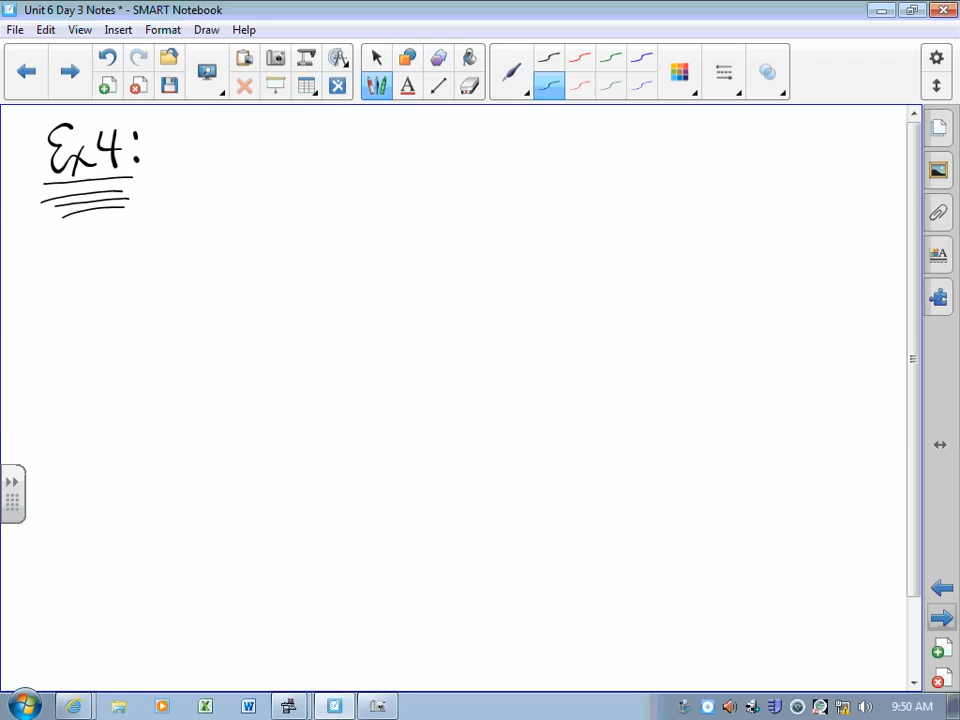 Unit 6 Day 3 Notes * - SMART Notebook
File Edit View Insert Format Draw Help
Ex4:
9:50 AM